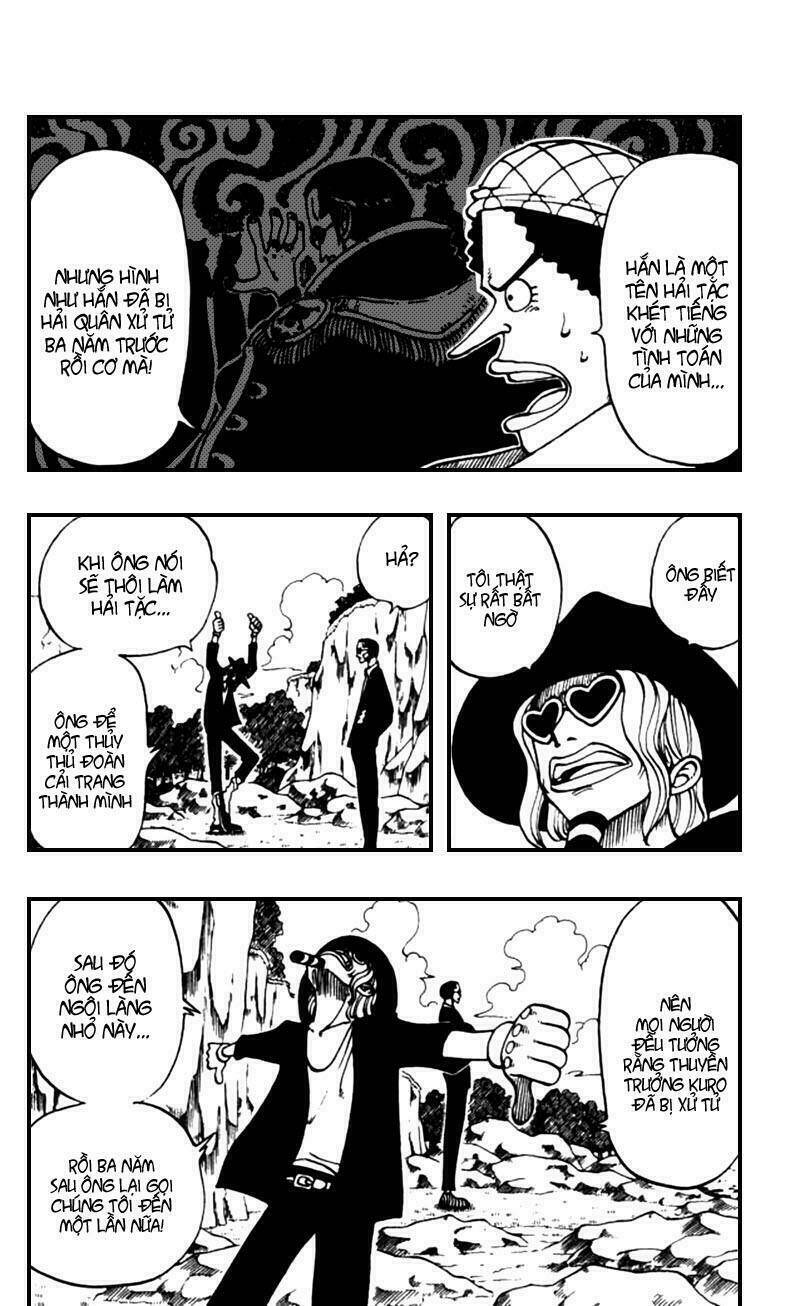 HẮN LÀ MỘT
TÊN HẢI TẶC
KHÉT TIẾNG
VỚI NHỮNG
TÍNH TOÁN
CỦA MÌNH...
NHƯNG HÌNH
NHƯ HẮN ĐÃ BỊ
HẢI QUÂN XỬ TỬ
BA NĂM TRƯỚC
RỒI CƠ MÀ!
ÔNG BIẾT
ĐẤY
TÔI THẬT
SỰ RẤT BẤT
NGỜ
HẢ?
KHI ÔNG NÓI
SẼ THÔI LÀM
HẢI TẶC...
ÔNG ĐỂ
MỘT THỦY
THỦ ĐOÀN
CẢI TRANG
THÀNH MÌNH
NÊN
MỌI NGƯỜI
ĐỀU TƯỞNG
RẰNG THUYỀN
TRƯỞNG KURO
ĐÃ BỊ XỬ TỬ
SAU ĐÓ
ÔNG ĐẾN
NGÔI LÀNG
NHỎ NÀY...
RỒI BA NĂM
SAU ÔNG LẠI GỌI
CHÚNG TÔI ĐẾN
MỘT LẦN NỮA!